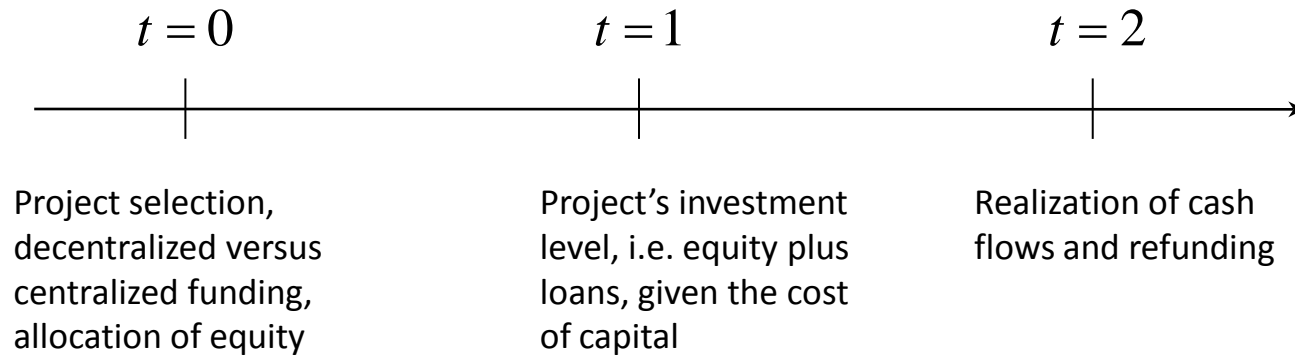 t = 0
t = 1
t = 2
Project selection,
decentralized versus
centralized funding,
allocation of equity
Project's investment
level, i.e. equity plus
loans, given the cost
of capital
Realization of cash
flows and refunding